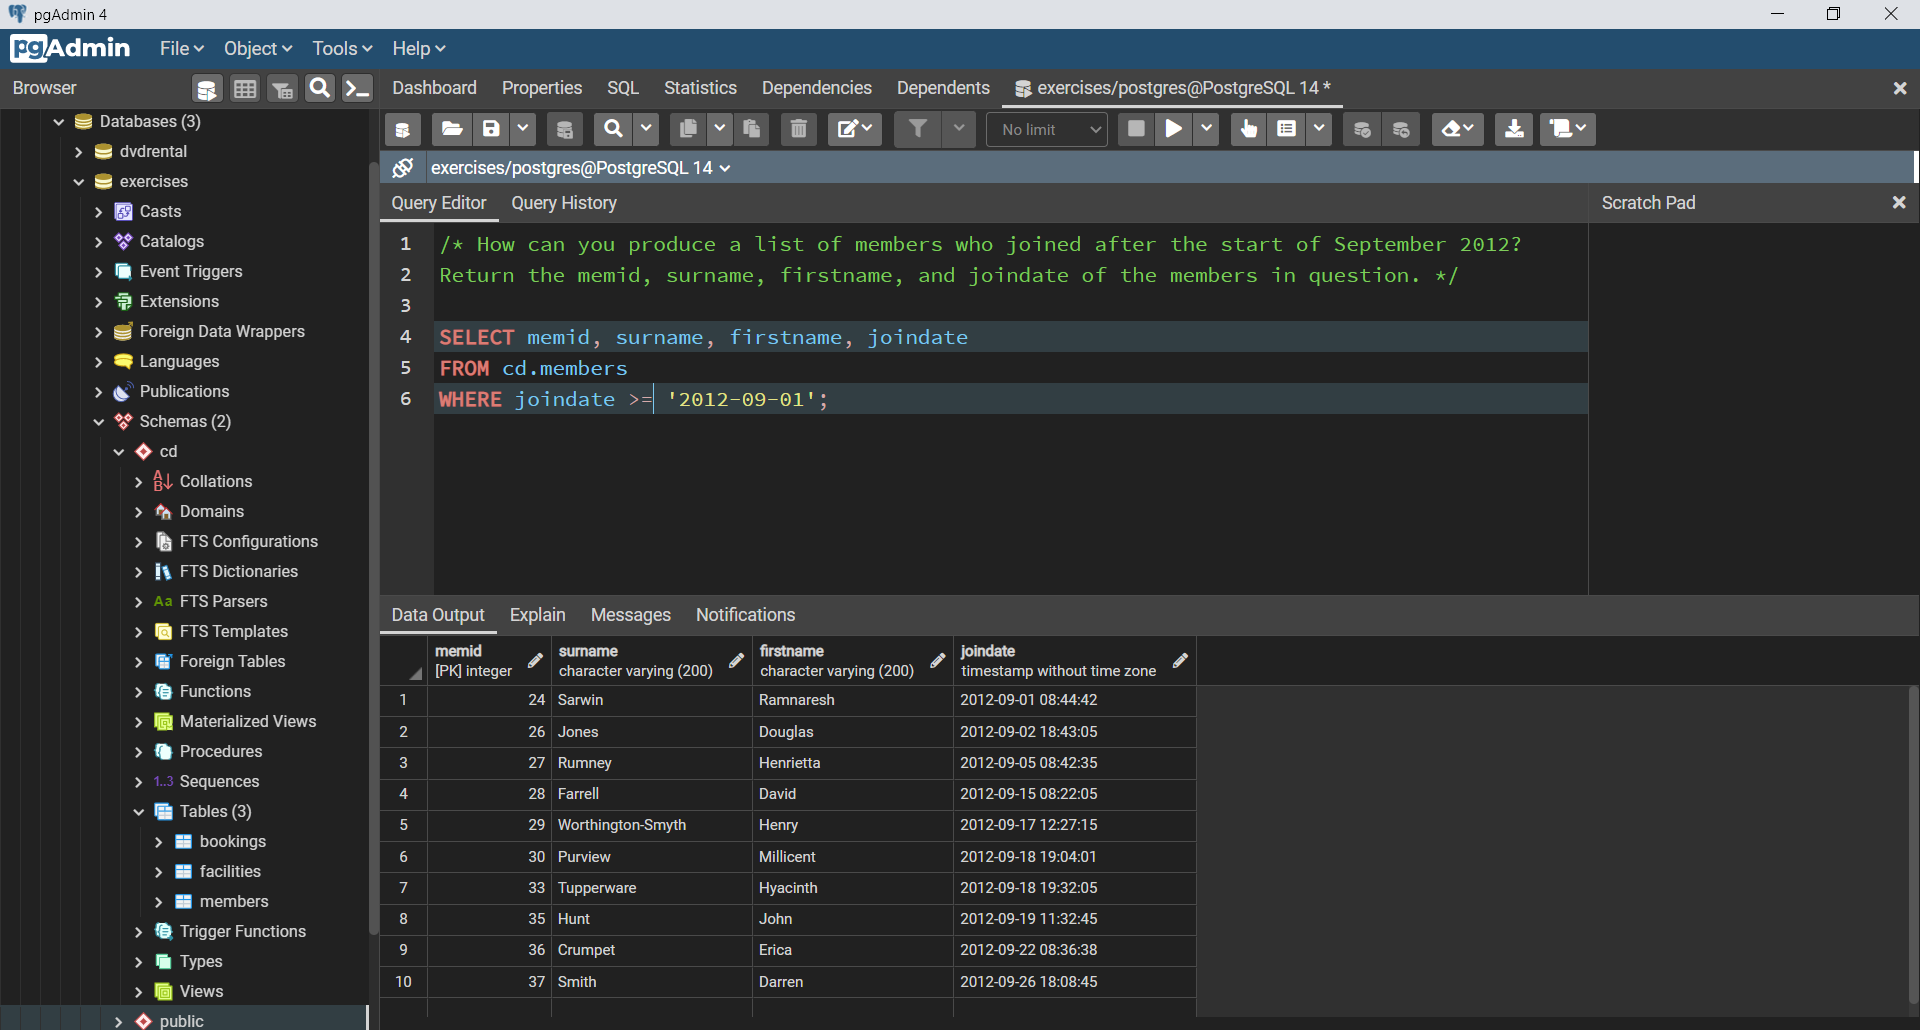 pgAdmin 4
pgAdmin File Object Tools Help
Browser
Dashboard Properties SQL Statistics Dependencies Dependents exercises/postgres@PostgreSQL 14 *
No limit
exercises/postgres@PostgreSQL 14
Query Editor Query History
Scratch Pad
Databases (3)
dvdrental
exercises
Casts
Catalogs
Event Triggers
Extensions
Foreign Data Wrappers
Languages
Publications
Schemas (2)
cd
Collations
Domains
FTS Configurations
FTS Dictionaries
Aa FTS Parsers
FTS Templates
Foreign Tables
Functions
Materialized Views
Procedures
1..3 Sequences
Tables (3)
bookings
facilities
members
Trigger Functions
Types
Views
public
1 /* How can you produce a list of members who joined after the start of September 2012?
2 Return the memid, surname, firstname, and joindate of the members in question. */
3
4 SELECT memid, surname, firstname, joindate
5 FROM cd.members
6 WHERE joindate >= '2012-09-01';
Data Output Explain Messages Notifications
memid surname firstname joindate
[PK] integer character varying (200) character varying (200) timestamp without time zone
1 24 Sarwin Ramnaresh 2012-09-01 08:44:42
2 26 Jones Douglas 2012-09-02 18:43:05
3 27 Rumney Henrietta 2012-09-05 08:42:35
4 28 Farrell David 2012-09-15 08:22:05
5 29 Worthington-Smyth Henry 2012-09-17 12:27:15
6 30 Purview Millicent 2012-09-18 19:04:01
7 33 Tupperware Hyacinth 2012-09-18 19:32:05
8 35 Hunt John 2012-09-19 11:32:45
9 36 Crumpet Erica 2012-09-22 08:36:38
10 37 Smith Darren 2012-09-26 18:08:45